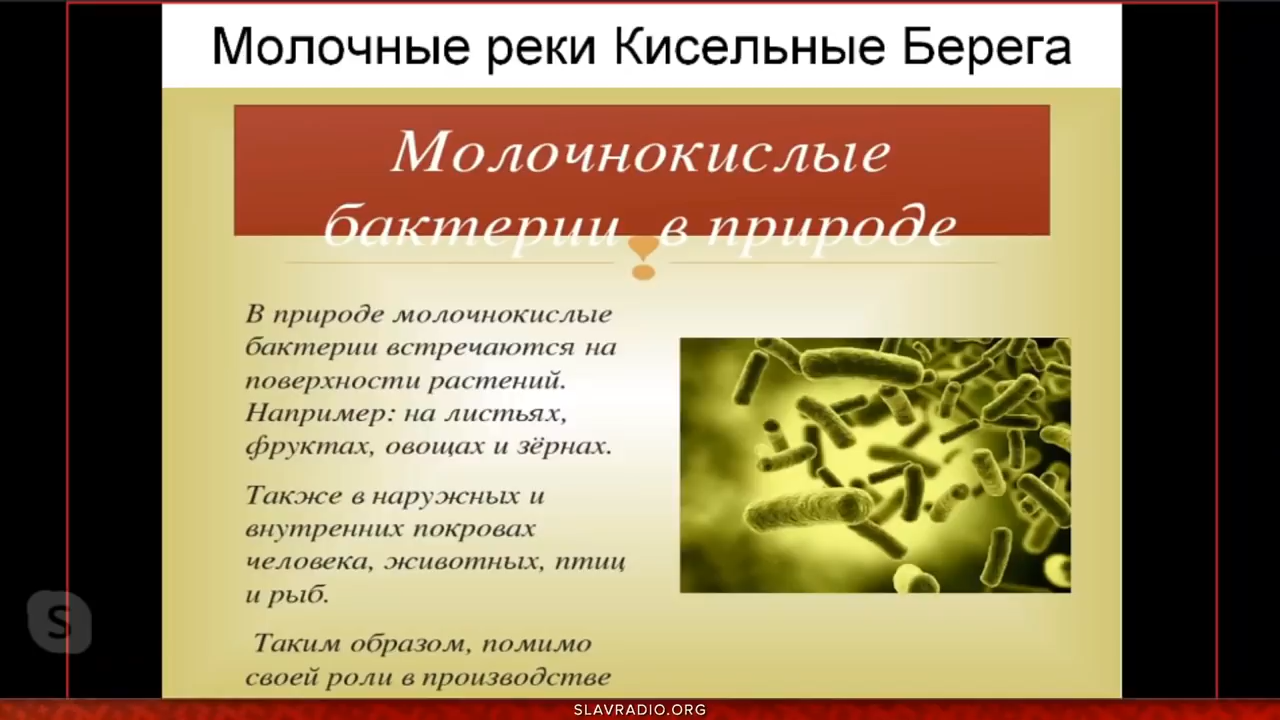 Молочные реки Кисельные Берега
Молочнокислые
бактерии в природе
В природе молочнокислые
бактерии встречаются на
поверхности растений.
Например: на листьях,
фруктах, овощах и зёрнах.
Также в наружных и
внутренних покровах
человека, животных, птиц
и рыб.
Таким образом, помимо
своей роли в производстве
S
SLAVRADIO.ORG